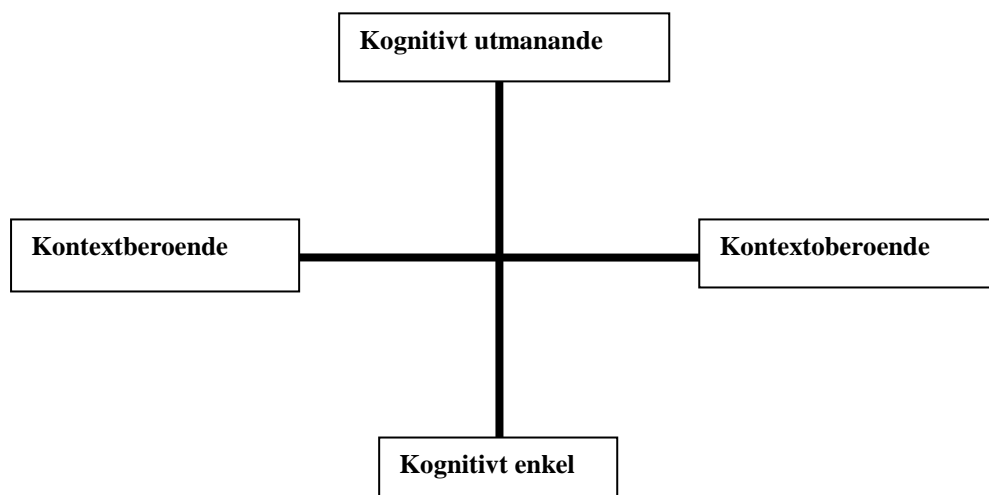 Kognitivt utmanande
Kontextberoende
Kontextoberoende
Kognitivt enkel